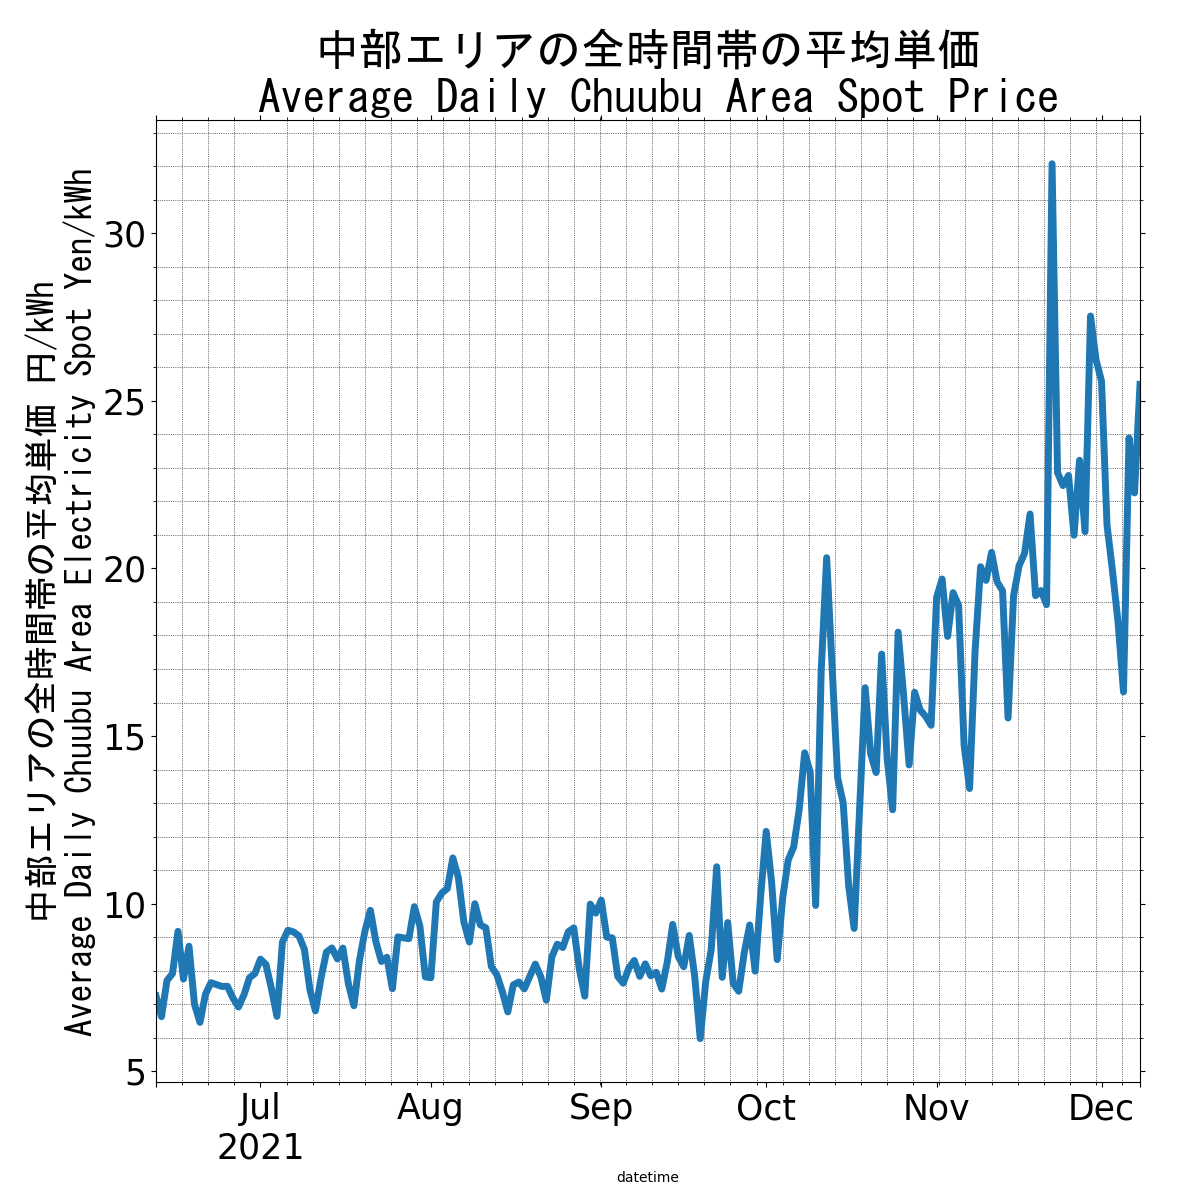 中部エリアの全時間帯の平均単価
Average Daily Chuubu Area Spot Price
中部エリアの全時間帯の平均単価 円/kWh
Average Daily Chuubu Area Electricity Spot Yen/kWh
30
25
20
15
10
5
Jul
2021
Aug
Sep
Oct
Nov
Dec
datetime